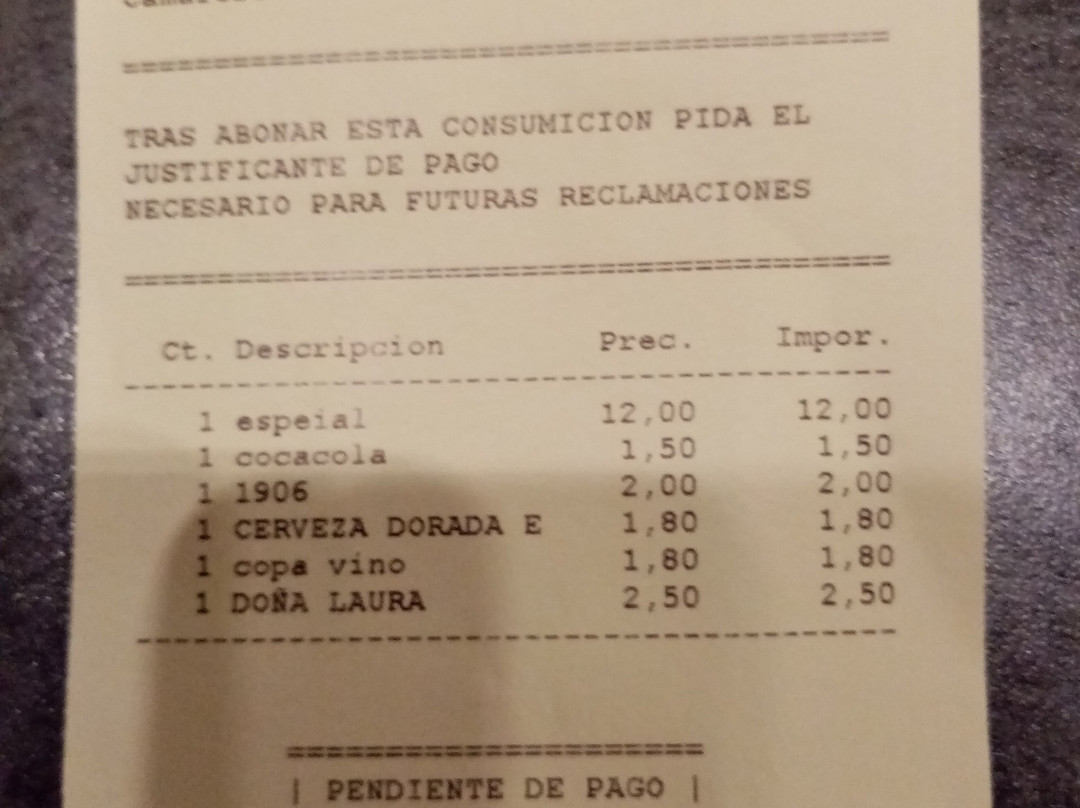 =========================================
TRAS ABONAR ESTA CONSUMICION PIDA EL
JUSTIFICANTE DE PAGO
NECESARIO PARA FUTURAS RECLAMACIONES
=========================================
Ct. Descripcion Prec. Impor.
-----------------------------------------
1 espeial 12,00 12,00
1 cocacola 1,50 1,50
1 1906 2,00 2,00
1 CERVEZA DORADA E 1,80 1,80
1 copa vino 1,80 1,80
1 DOÑA LAURA 2,50 2,50
-----------------------------------------
======================
| PENDIENTE DE PAGO |